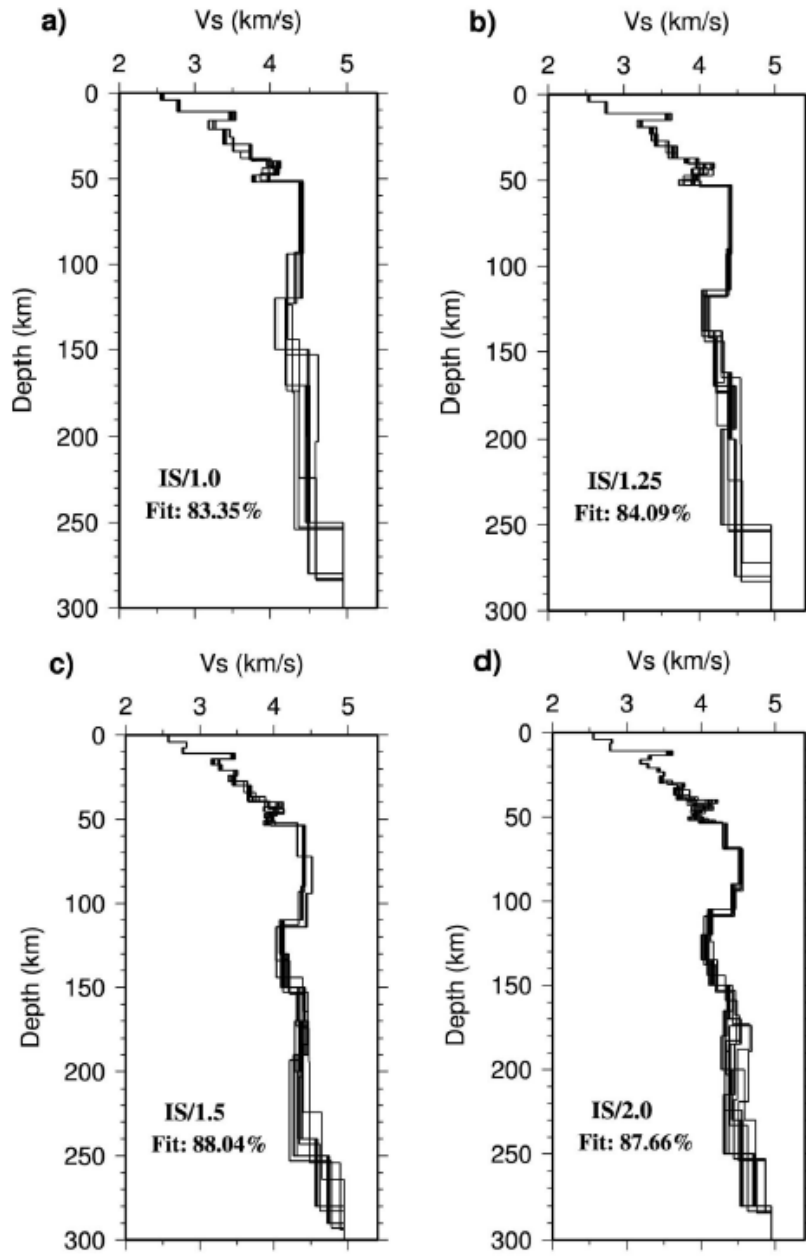 a) Vs (km/s)
2 3 4 5
0
50
100
150
200
250
300
Depth (km)
IS/1.0
Fit: 83.35%
b) Vs (km/s)
2 3 4 5
0
50
100
150
200
250
300
Depth (km)
IS/1.25
Fit: 84.09%
c) Vs (km/s)
2 3 4 5
0
50
100
150
200
250
300
Depth (km)
IS/1.5
Fit: 88.04%
d) Vs (km/s)
2 3 4 5
0
50
100
150
200
250
300
Depth (km)
IS/2.0
Fit: 87.66%